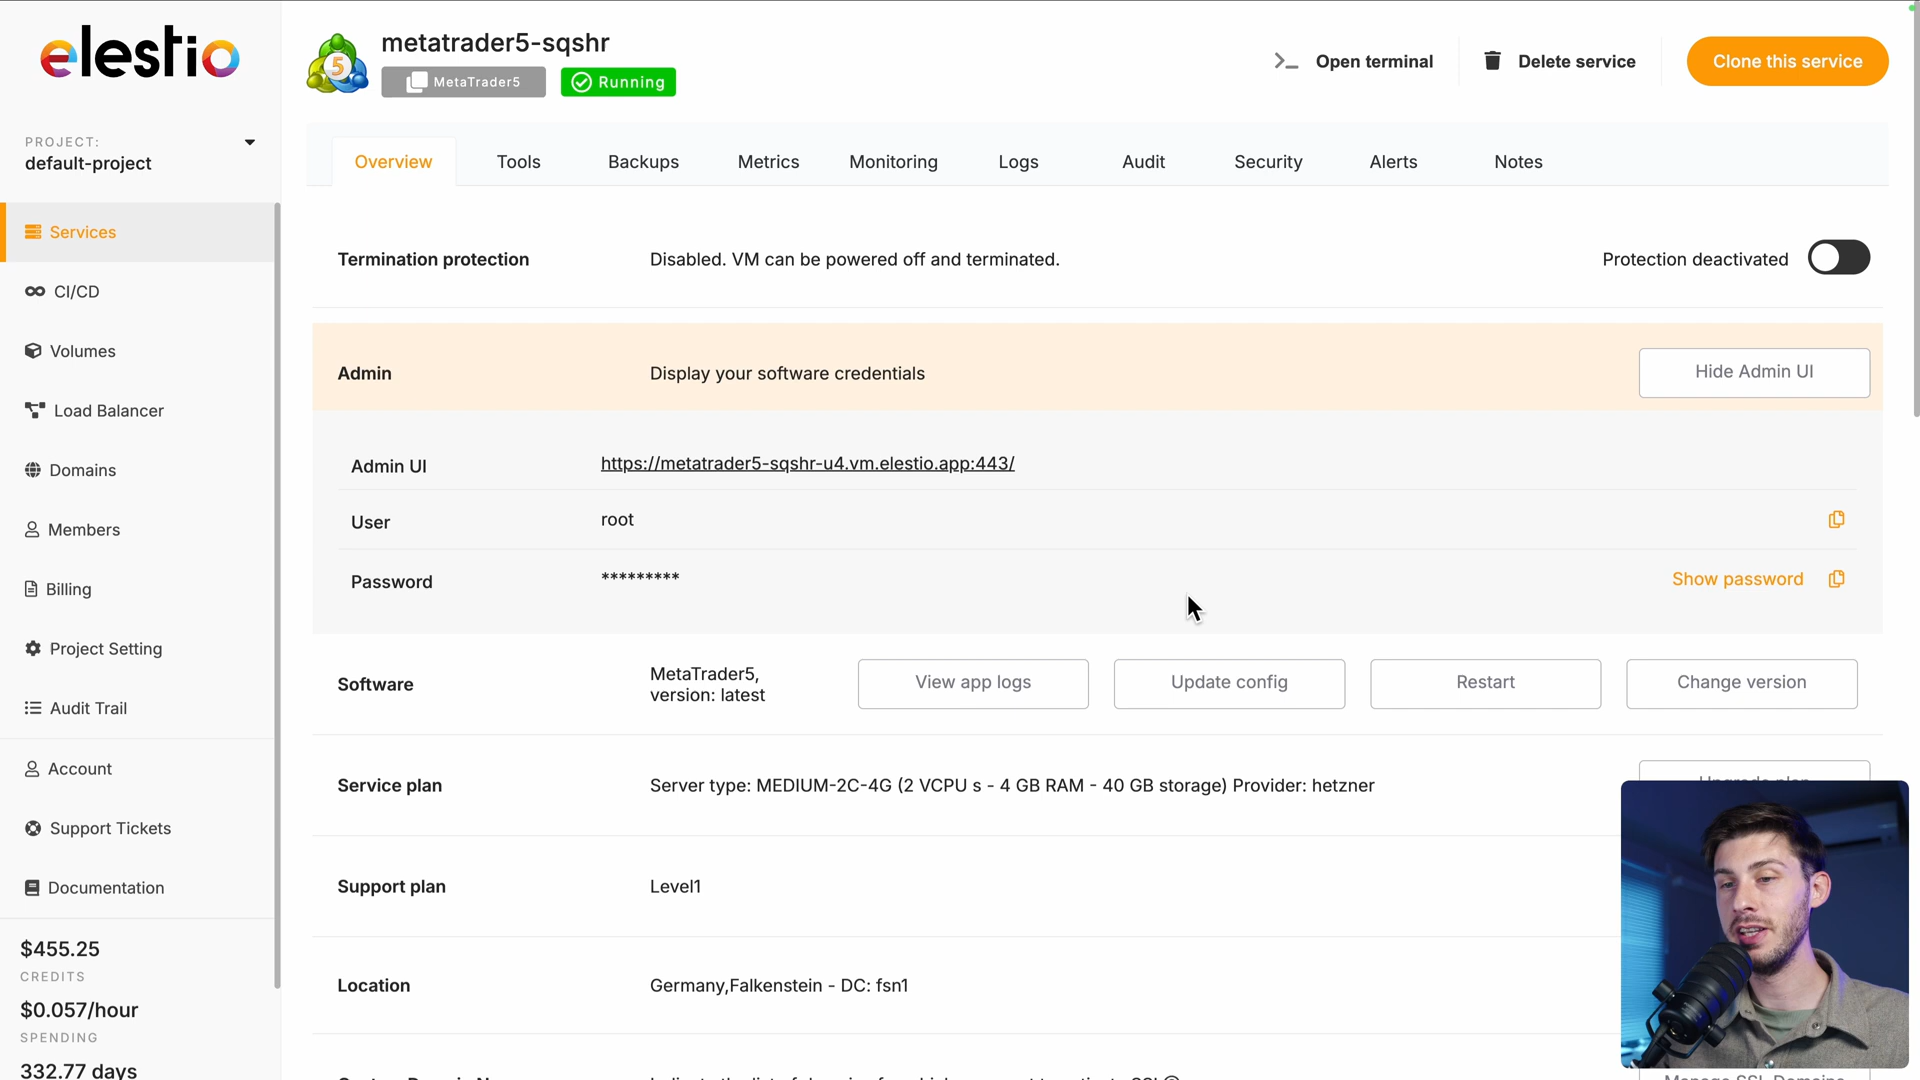 elestio
PROJECT:
default-project
Services
CI/CD
Volumes
Load Balancer
Domains
Members
Billing
Project Setting
Audit Trail
Account
Support Tickets
Documentation
$455.25
CREDITS
$0.057/hour
SPENDING
332.77 days
5
metatrader5-sqshr
MetaTrader5
Running
Open terminal
Delete service
Clone this service
Overview
Tools
Backups
Metrics
Monitoring
Logs
Audit
Security
Alerts
Notes
Termination protection
Disabled. VM can be powered off and terminated.
Protection deactivated
Admin
Display your software credentials
Hide Admin UI
Admin UI
https://metatrader5-sqshr-u4.vm.elestio.app:443/
User
root
Password
*********
Show password
Software
MetaTrader5,
version: latest
View app logs
Update config
Restart
Change version
Service plan
Server type: MEDIUM-2C-4G (2 VCPU s - 4 GB RAM - 40 GB storage) Provider: hetzner
Support plan
Level1
Location
Germany,Falkenstein - DC: fsn1